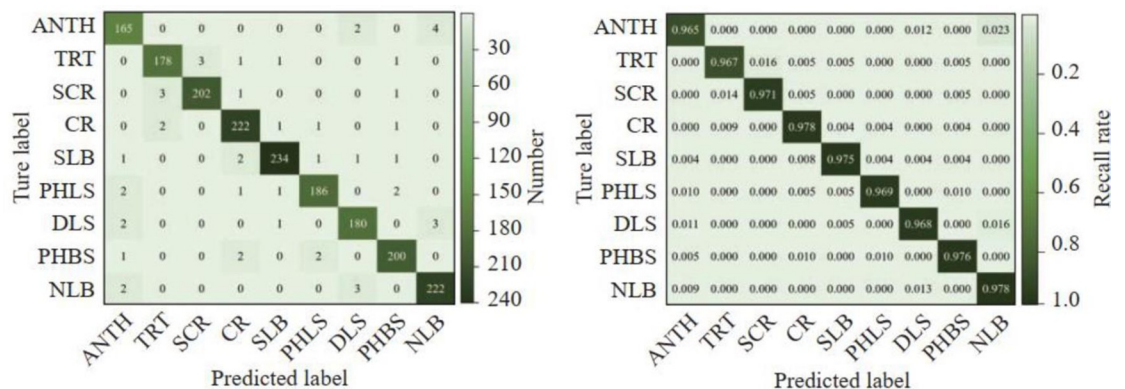 ANTH 165 0 0 0 0 0 2 0 4
TRT 0 178 3 1 1 0 0 1 0
SCR 0 3 202 1 0 0 0 1 0
CR 0 2 0 222 1 1 0 1 0
SLB 1 0 0 2 234 1 1 1 0
PHLS 2 0 0 1 1 186 0 2 0
DLS 2 0 0 0 1 0 180 0 3
PHBS 1 0 0 2 0 2 0 200 0
NLB 2 0 0 0 0 0 3 0 222
ANTH TRT SCR CR SLB PHLS DLS PHBS NLB
Predicted label
Ture label
30
60
90
120
150
180
210
240
Number
ANTH 0.965 0.000 0.000 0.000 0.000 0.000 0.012 0.000 0.023
TRT 0.000 0.967 0.016 0.005 0.005 0.000 0.000 0.005 0.000
SCR 0.000 0.014 0.971 0.005 0.000 0.000 0.000 0.005 0.000
CR 0.000 0.009 0.000 0.978 0.004 0.004 0.000 0.004 0.000
SLB 0.004 0.000 0.000 0.008 0.975 0.004 0.004 0.004 0.000
PHLS 0.010 0.000 0.000 0.005 0.005 0.969 0.000 0.010 0.000
DLS 0.011 0.000 0.000 0.000 0.005 0.000 0.968 0.000 0.016
PHBS 0.005 0.000 0.000 0.010 0.000 0.010 0.000 0.976 0.000
NLB 0.009 0.000 0.000 0.000 0.000 0.000 0.013 0.000 0.978
ANTH TRT SCR CR SLB PHLS DLS PHBS NLB
Predicted label
Ture label
0.2
0.4
0.6
0.8
1.0
Recall rate